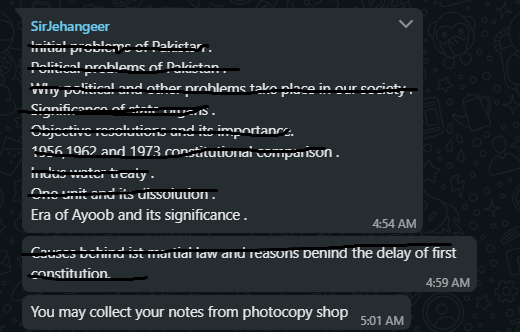 SirJehangeer
Initial problems of Pakistan .
Political problems of Pakistan .
Why political and other problems take place in our society .
Significance of state organs .
Objective resolutions and its importance.
1956,1962 and 1973 constitutional comparison .
Indus water treaty .
One unit and its dissolution .
Era of Ayoob and its significance .
4:54 AM
Causes behind ist martial law and reasons behind the delay of first
constitution.
4:59 AM
You may collect your notes from photocopy shop
5:01 AM